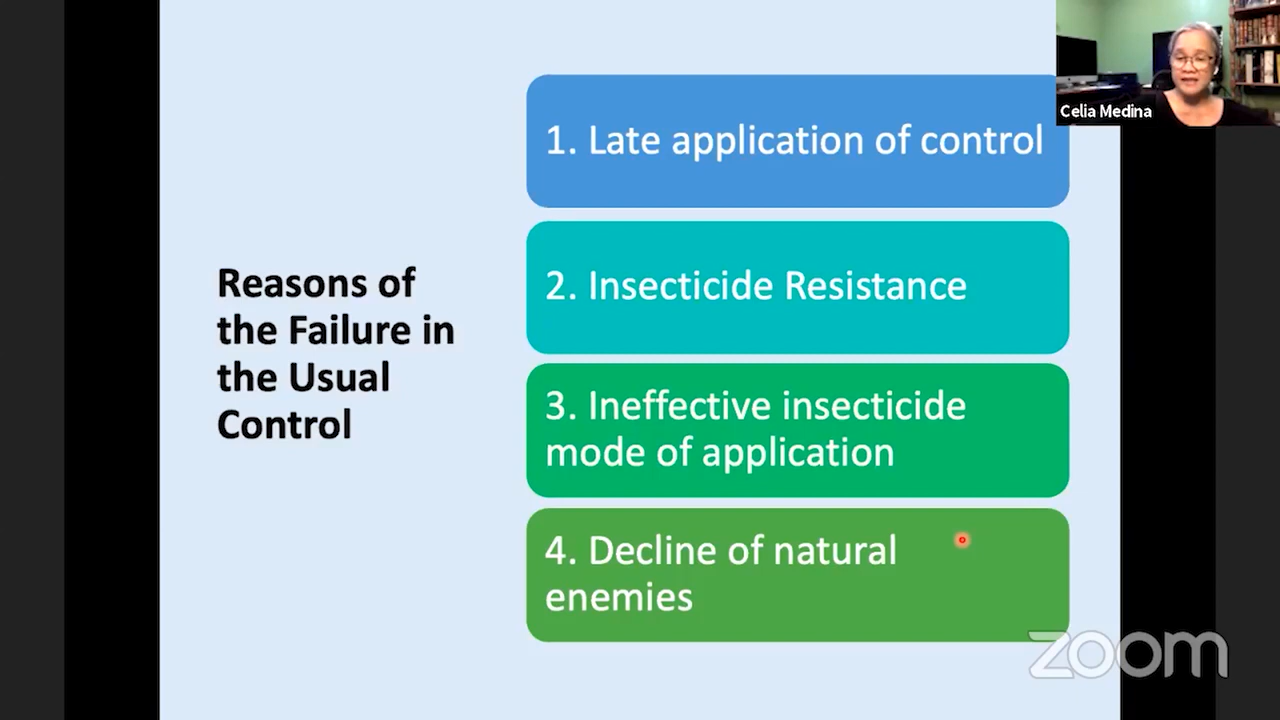 Reasons of
the Failure in
the Usual
Control
1. Late application of control
2. Insecticide Resistance
3. Ineffective insecticide
mode of application
4. Decline of natural
enemies
Celia Medina
zoom